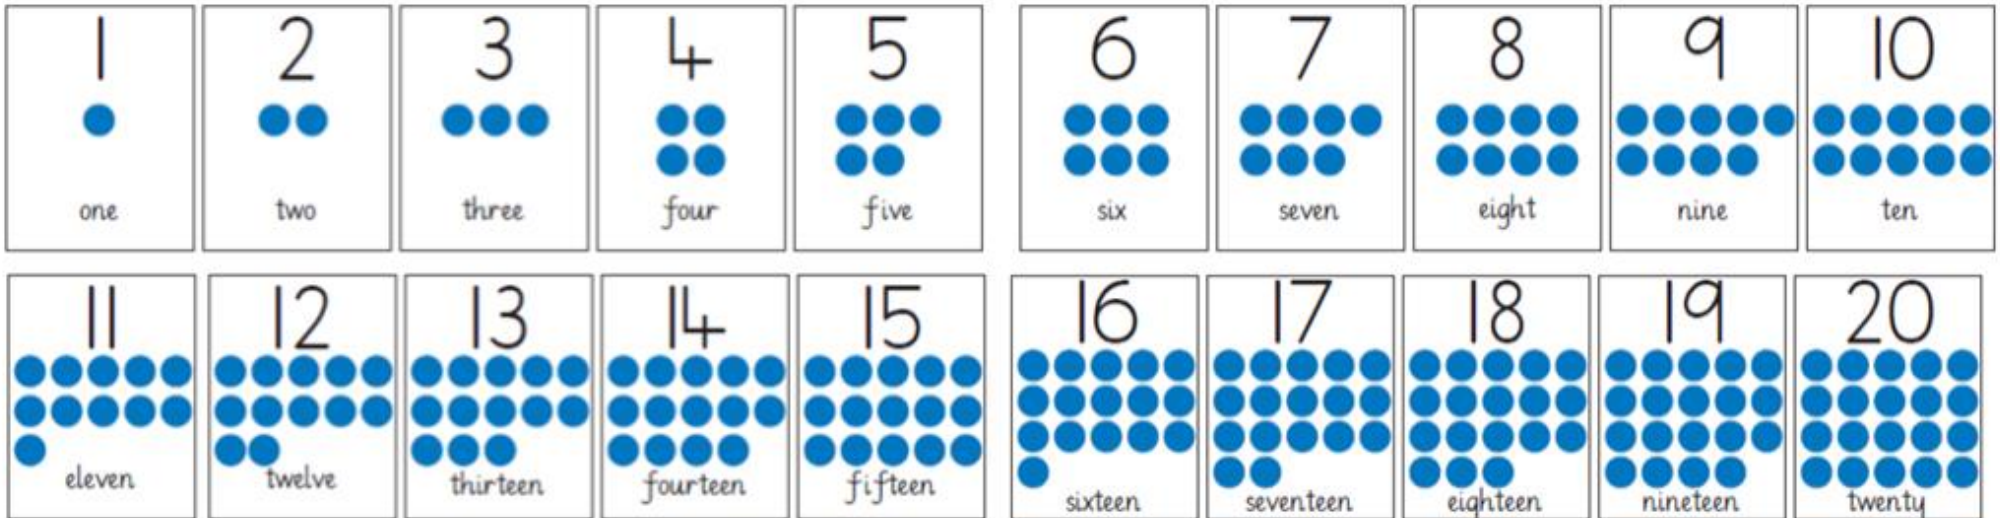 1 2 3 4 5 6 7 8 9 10
one two three four five six seven eight nine ten
11 12 13 14 15 16 17 18 19 20
eleven twelve thirteen fourteen fifteen sixteen seventeen eighteen nineteen twenty